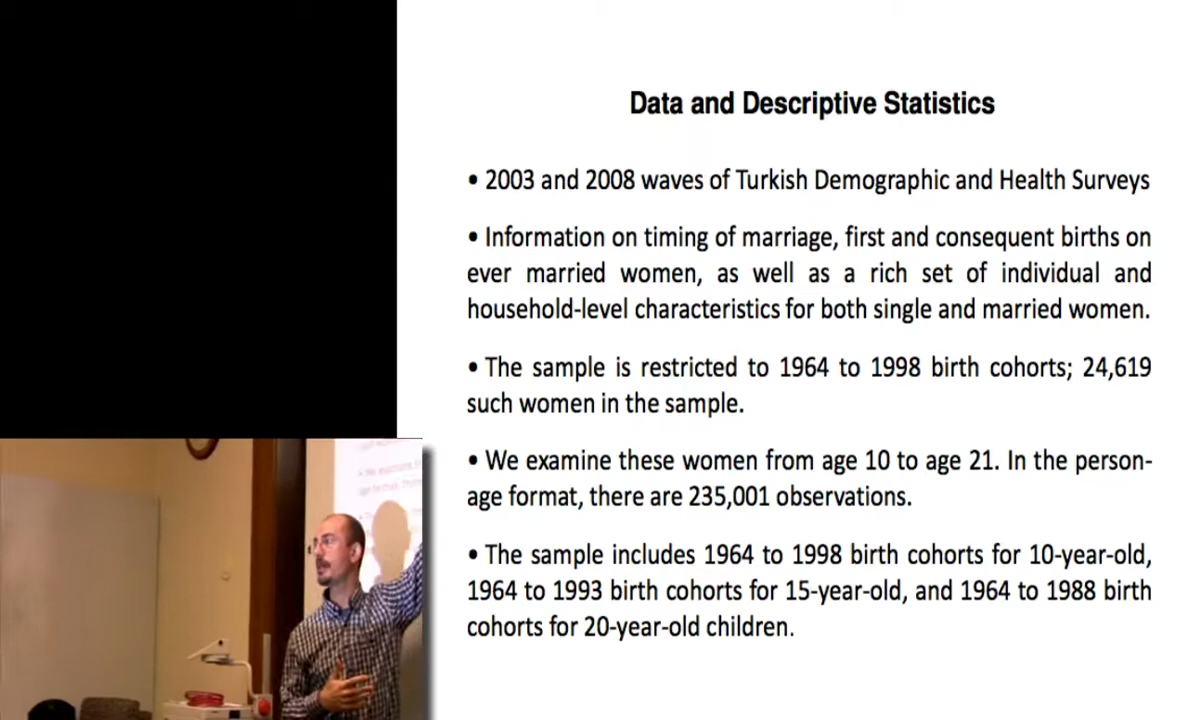 Data and Descriptive Statistics
• 2003 and 2008 waves of Turkish Demographic and Health Surveys
• Information on timing of marriage, first and consequent births on
ever married women, as well as a rich set of individual and
household-level characteristics for both single and married women.
• The sample is restricted to 1964 to 1998 birth cohorts; 24,619
such women in the sample.
• We examine these women from age 10 to age 21. In the person-
age format, there are 235,001 observations.
• The sample includes 1964 to 1998 birth cohorts for 10-year-old,
1964 to 1993 birth cohorts for 15-year-old, and 1964 to 1988 birth
cohorts for 20-year-old children.